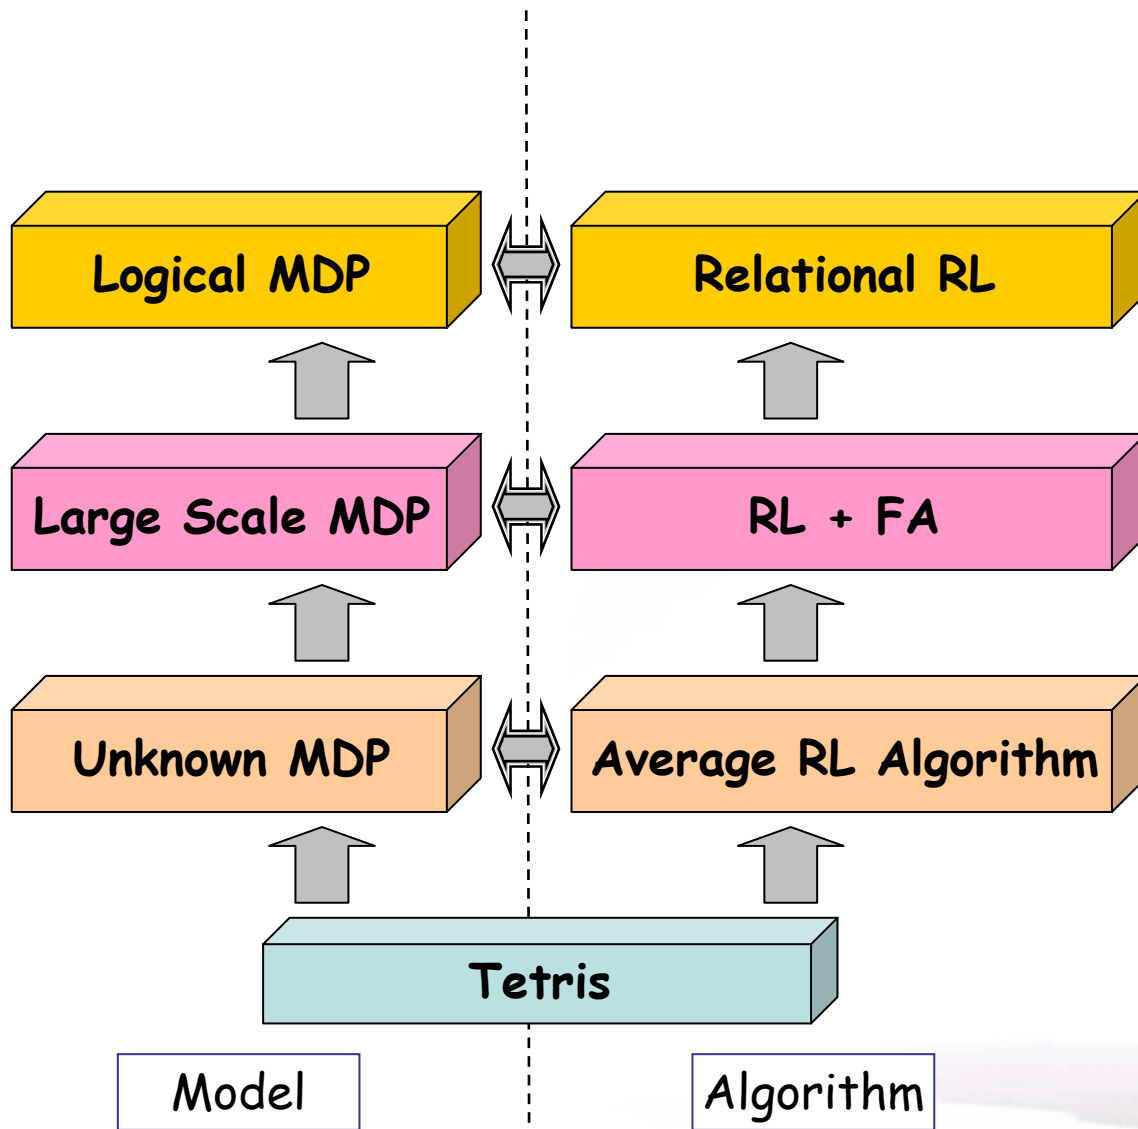 Logical MDP
Relational RL
Large Scale MDP
RL + FA
Unknown MDP
Average RL Algorithm
Tetris
Model
Algorithm